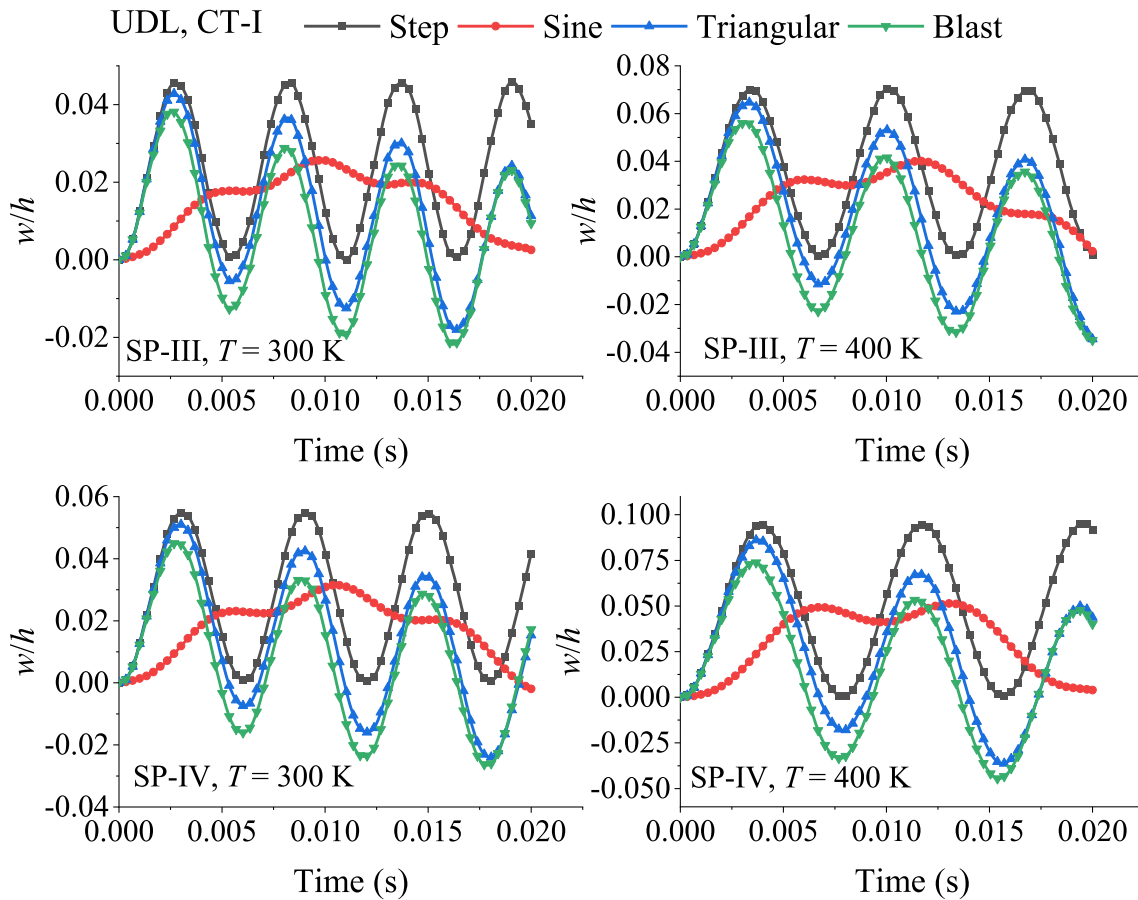 UDL, CT-I Step Sine Triangular Blast
0.04
0.02
0.00
-0.02
w/h
SP-III, T = 300 K
0.000 0.005 0.010 0.015 0.020
Time (s)
0.08
0.06
0.04
0.02
0.00
-0.02
-0.04
w/h
SP-III, T = 400 K
0.000 0.005 0.010 0.015 0.020
Time (s)
0.06
0.04
0.02
0.00
-0.02
-0.04
w/h
SP-IV, T = 300 K
0.000 0.005 0.010 0.015 0.020
Time (s)
0.100
0.075
0.050
0.025
0.000
-0.025
-0.050
w/h
SP-IV, T = 400 K
0.000 0.005 0.010 0.015 0.020
Time (s)